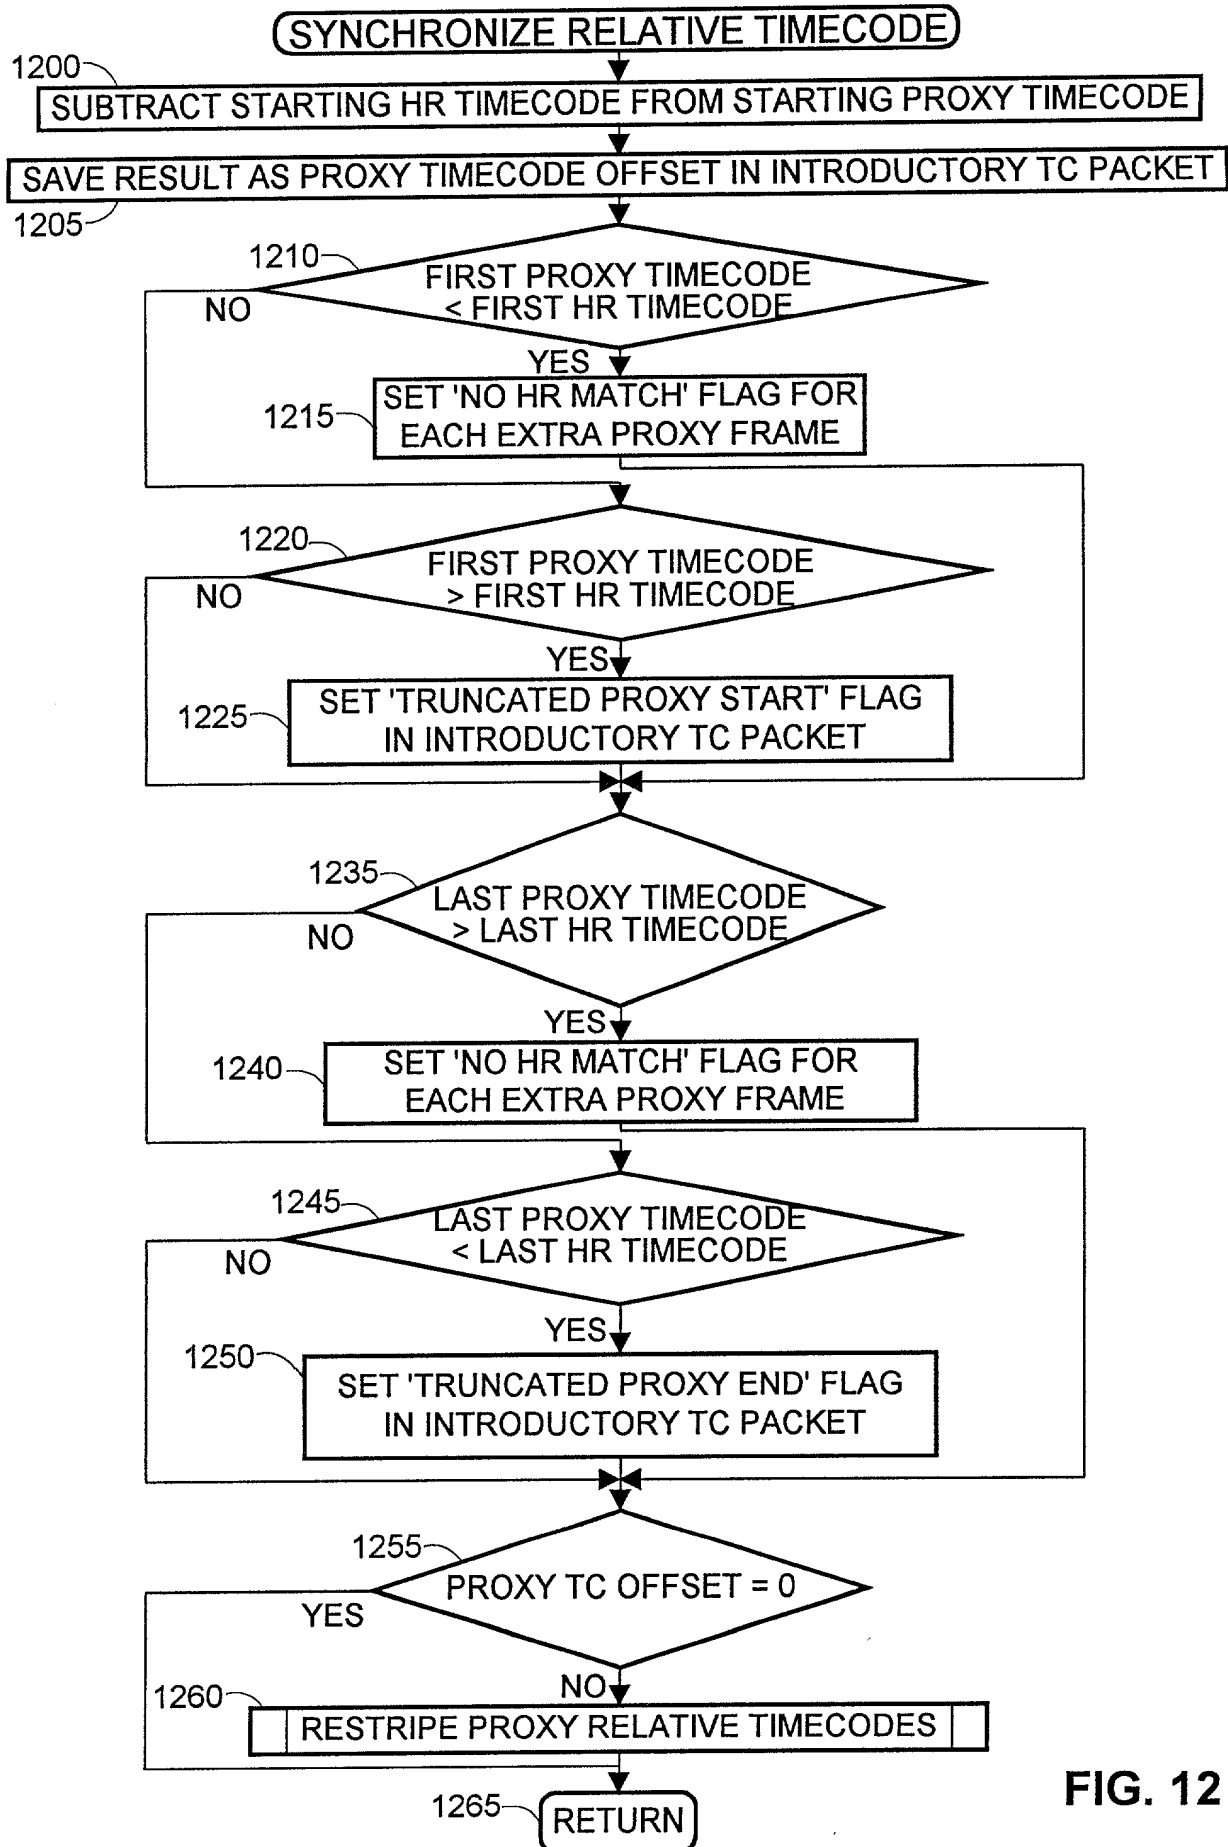 SYNCHRONIZE RELATIVE TIMECODE
1200
SUBTRACT STARTING HR TIMECODE FROM STARTING PROXY TIMECODE
SAVE RESULT AS PROXY TIMECODE OFFSET IN INTRODUCTORY TC PACKET
1205
1210
FIRST PROXY TIMECODE
< FIRST HR TIMECODE
NO
YES
1215
SET 'NO HR MATCH' FLAG FOR
EACH EXTRA PROXY FRAME
1220
FIRST PROXY TIMECODE
> FIRST HR TIMECODE
NO
YES
1225
SET 'TRUNCATED PROXY START' FLAG
IN INTRODUCTORY TC PACKET
1235
LAST PROXY TIMECODE
> LAST HR TIMECODE
NO
YES
1240
SET 'NO HR MATCH' FLAG FOR
EACH EXTRA PROXY FRAME
1245
LAST PROXY TIMECODE
< LAST HR TIMECODE
NO
YES
1250
SET 'TRUNCATED PROXY END' FLAG
IN INTRODUCTORY TC PACKET
1255
PROXY TC OFFSET = 0
YES
NO
1260
RESTRIPE PROXY RELATIVE TIMECODES
1265
RETURN
FIG. 12